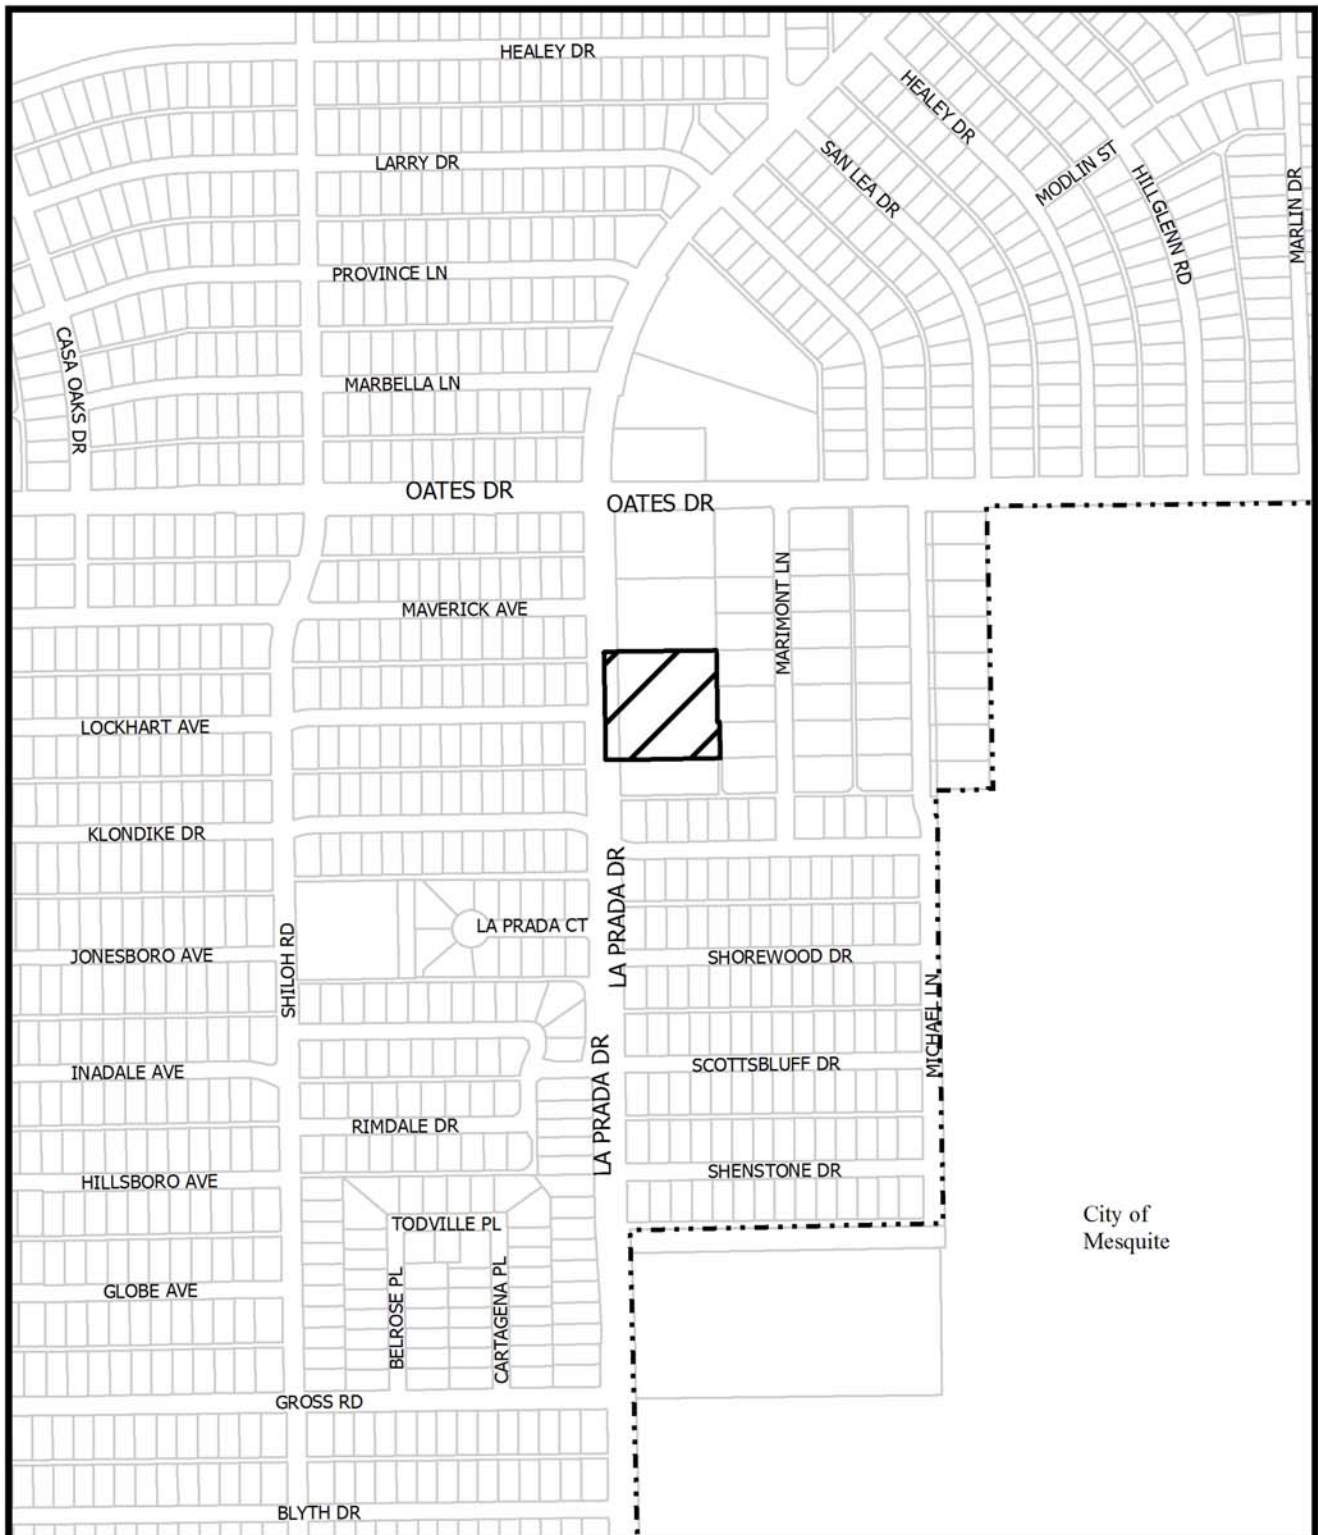 HEALEY DR
HEALEY DR
LARRY DR
SAN LEA DR
MODLIN ST
HILLGLENN RD
MARLIN DR
PROVINCE LN
CASA OAKS DR
MARBELLA LN
OATES DR
OATES DR
MAVERICK AVE
MARIMONT LN
LOCKHART AVE
KLONDIKE DR
LA PRADA DR
LA PRADA CT
JONESBORO AVE
SHILOH RD
SHOREWOOD DR
MICHAEL LN
INADALE AVE
LA PRADA DR
SCOTTSBLUFF DR
RIMDALE DR
HILLSBORO AVE
SHENSTONE DR
TODVILLE PL
City of
Mesquite
GLOBE AVE
BELROSE PL
CARTAGENA PL
GROSS RD
BLYTH DR